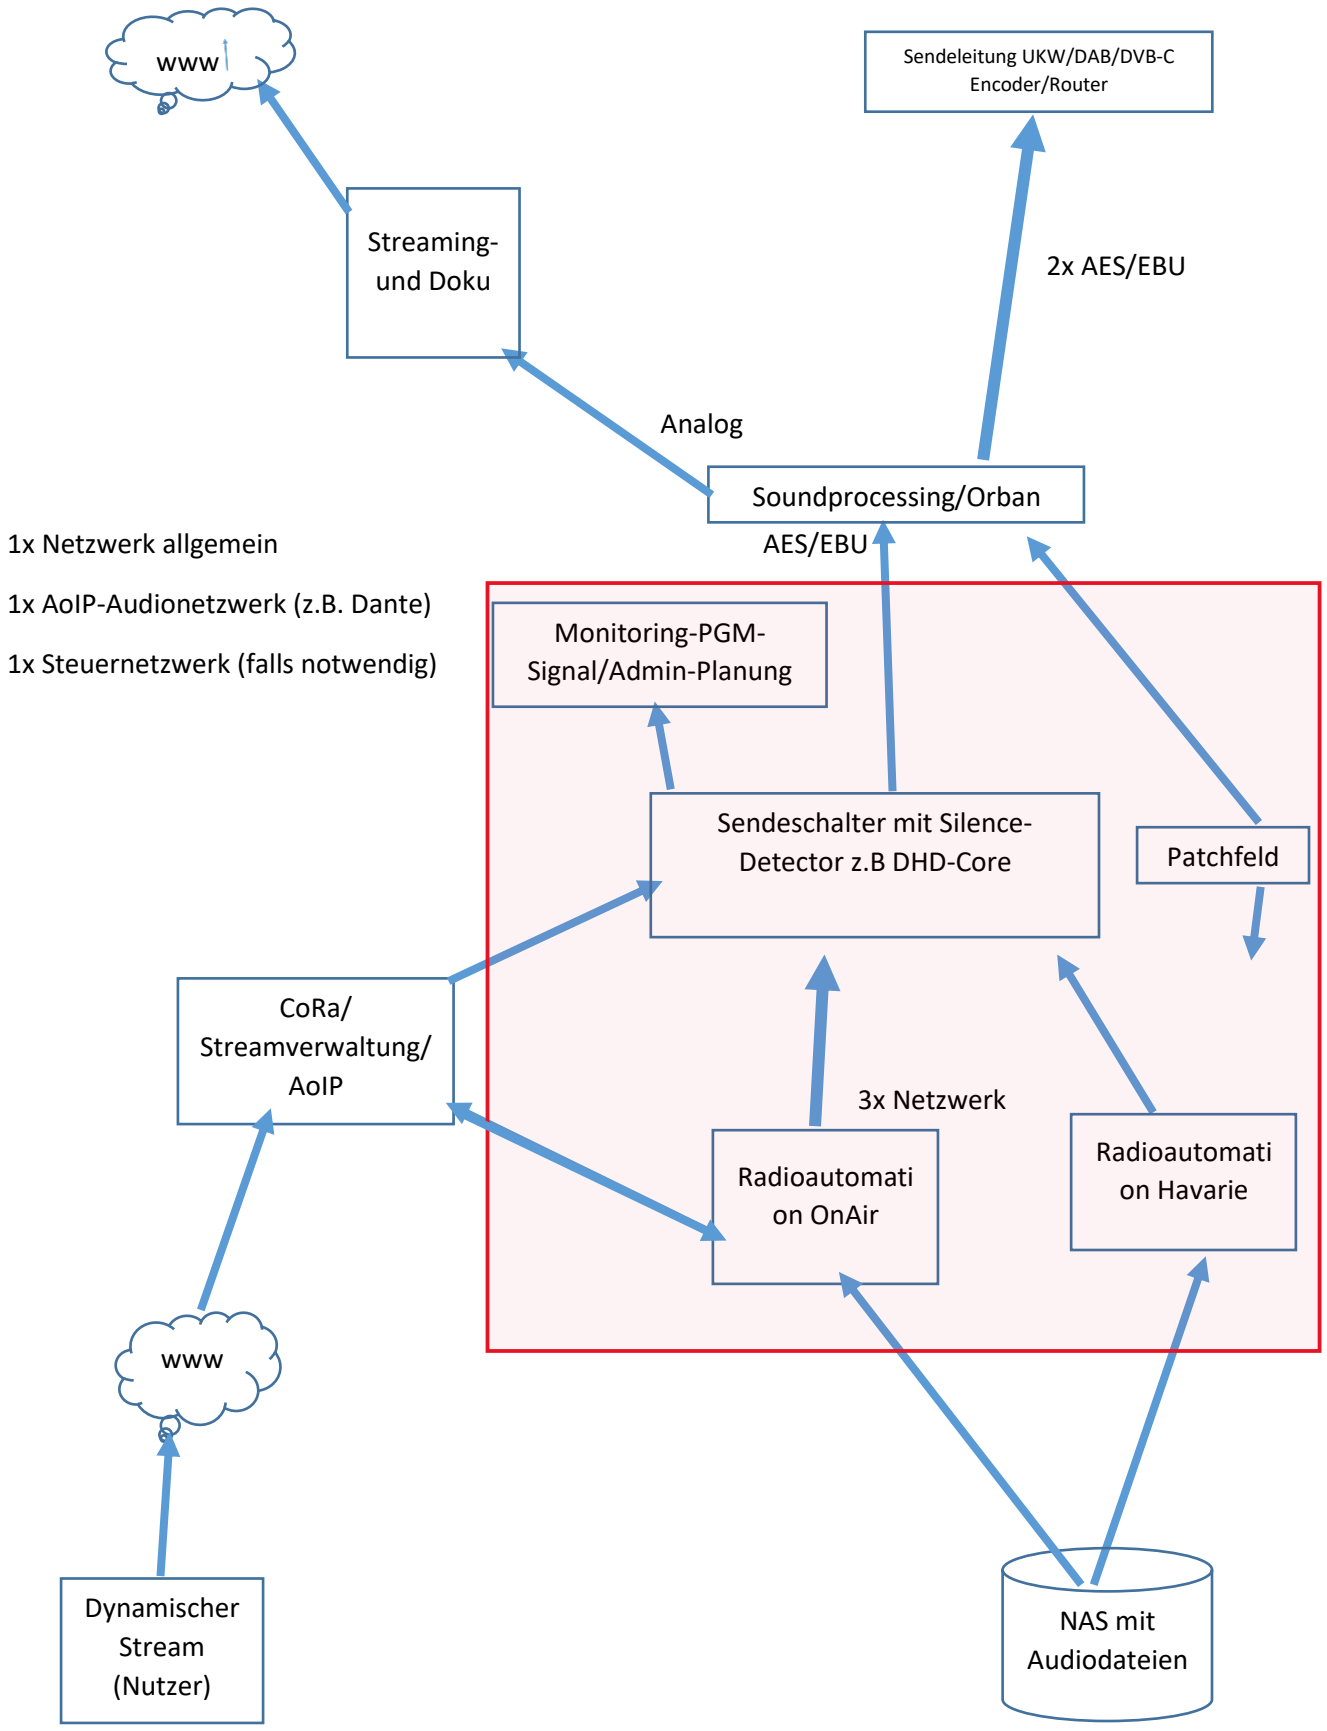 www
Sendeleitung UKW/DAB/DVB-C
Encoder/Router
Streaming-
und Doku
2x AES/EBU
Analog
Soundprocessing/Orban
1x Netzwerk allgemein
AES/EBU
1x AoIP-Audionetzwerk (z.B. Dante)
1x Steuernetzwerk (falls notwendig)
Monitoring-PGM-
Signal/Admin-Planung
Sendeschalter mit Silence-
Detector z.B DHD-Core
Patchfeld
CoRa/
Streamverwaltung/
AoIP
3x Netzwerk
Radioautomati
on OnAir
Radioautomati
on Havarie
www
Dynamischer
Stream
(Nutzer)
NAS mit
Audiodateien